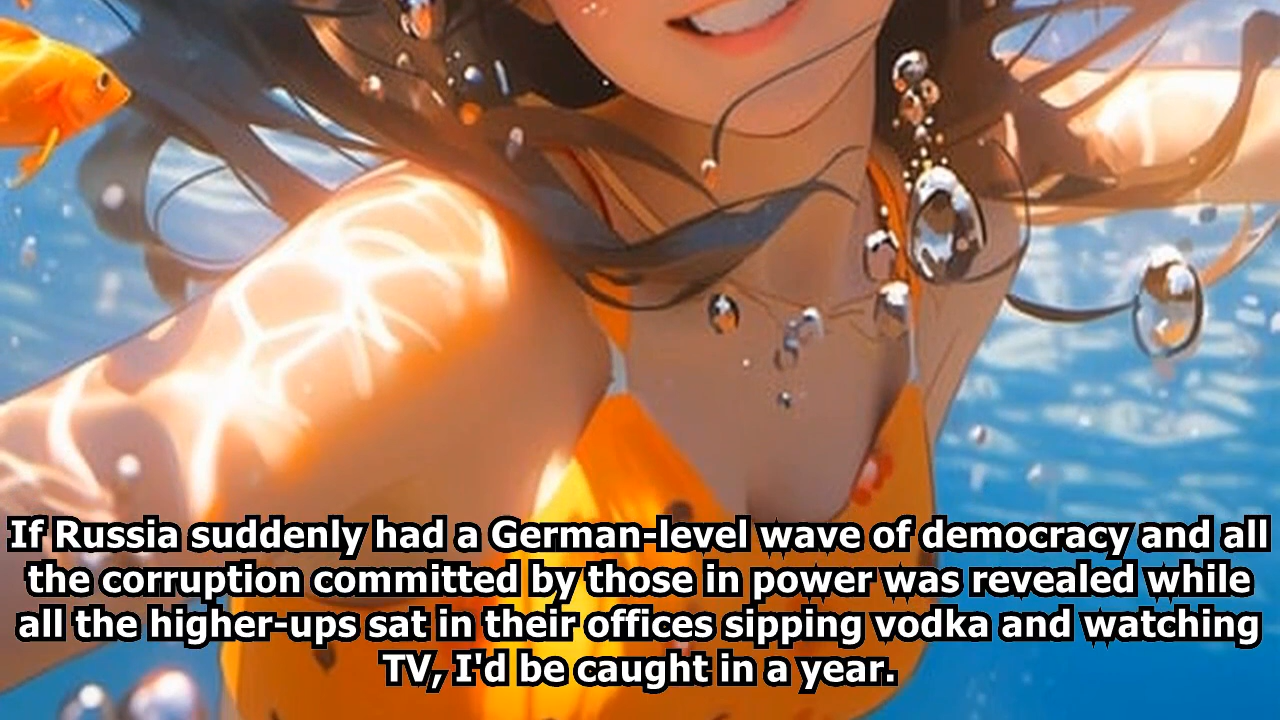 If Russia suddenly had a German-level wave of democracy and all
the corruption committed by those in power was revealed while
all the higher-ups sat in their offices sipping vodka and watching
TV, I'd be caught in a year.